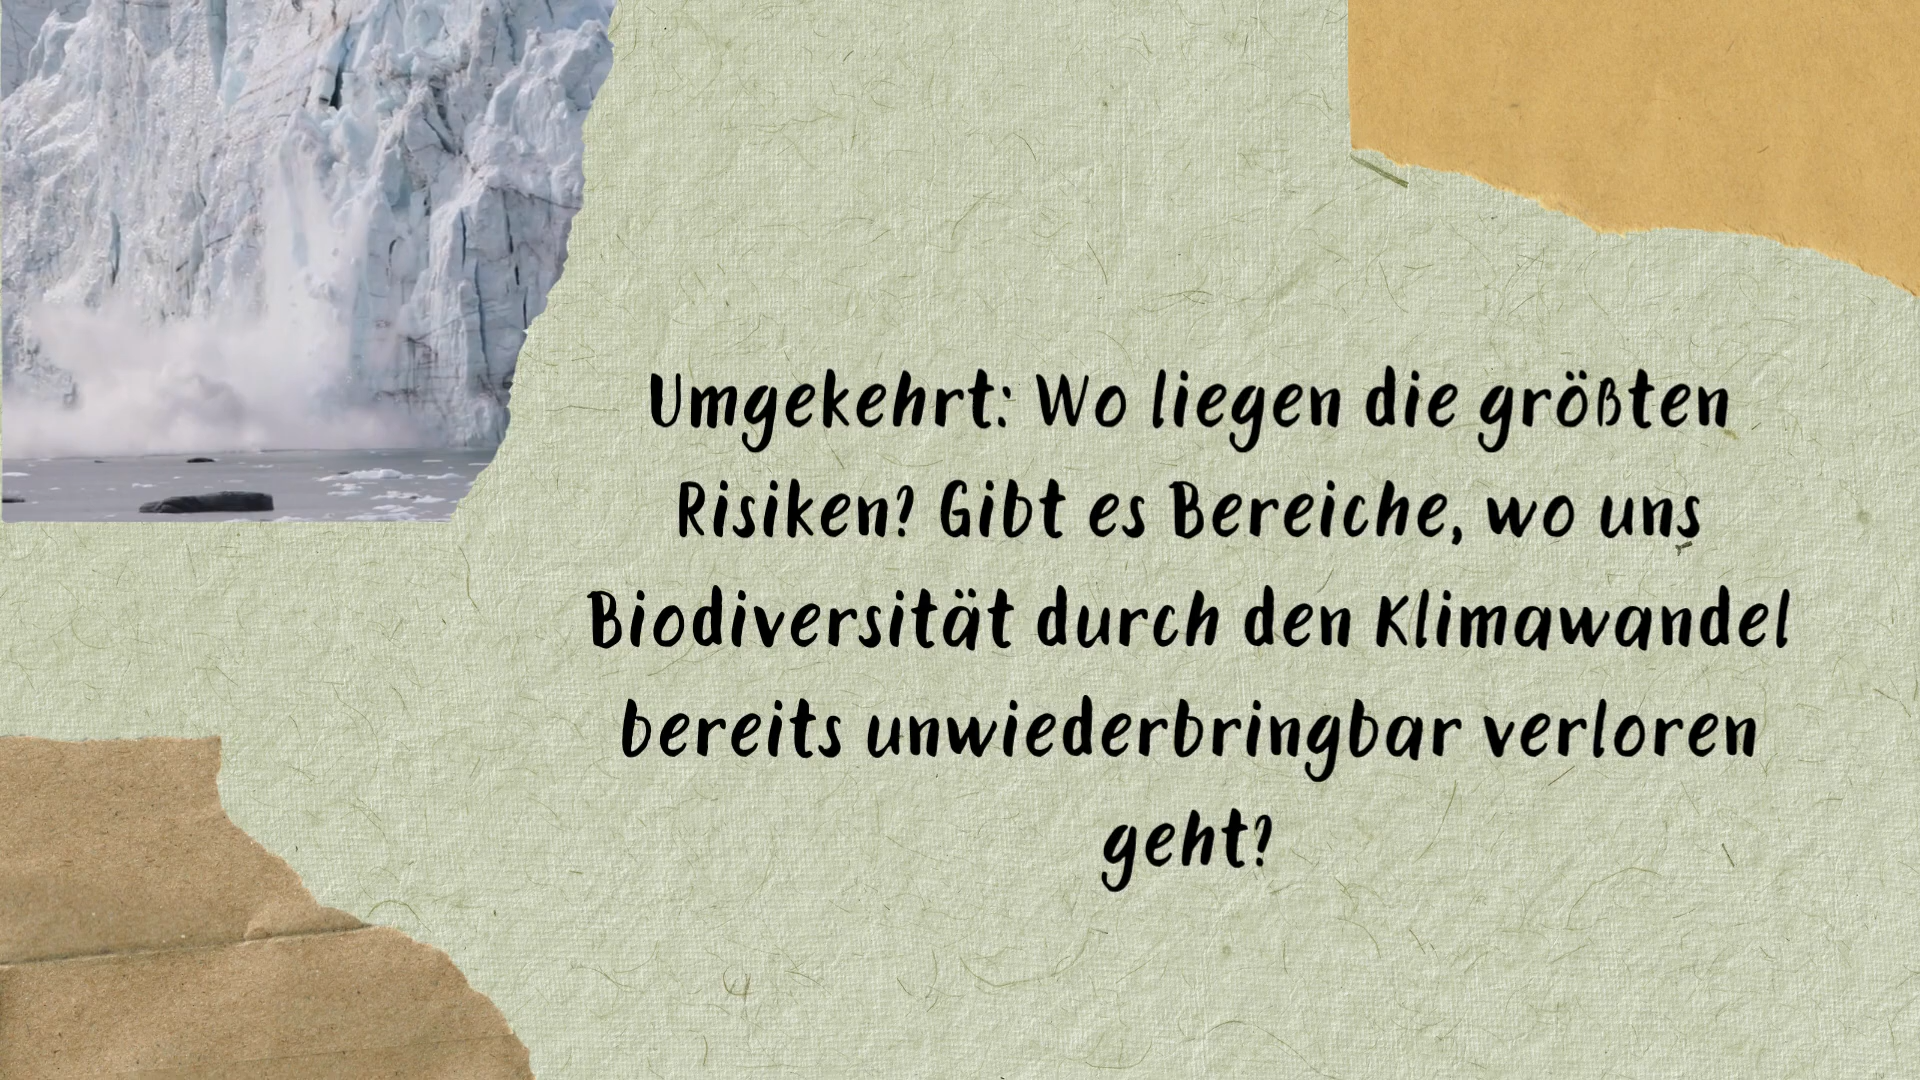 Umgekehrt: Wo liegen die größten
Risiken? Gibt es Bereiche, wo uns
Biodiversität durch den Klimawandel
bereits unwiederbringbar verloren
geht?